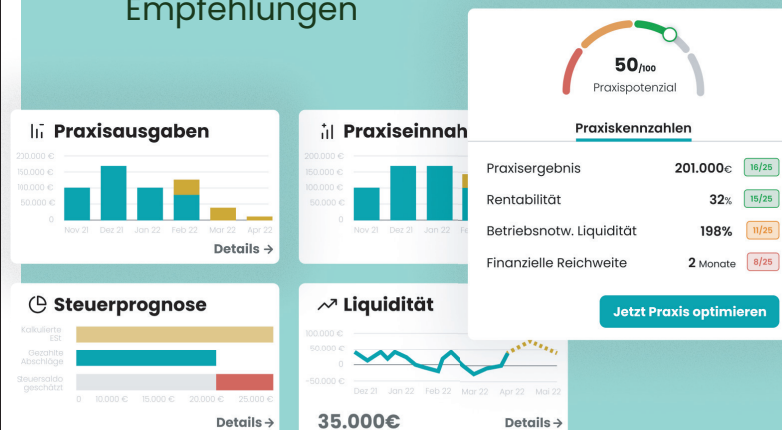 Empfehlungen
50/100
Praxispotenzial
Praxiskennzahlen
Praxisergebnis 201.000€ 16/25
Rentabilität 32% 15/25
Betriebsnotw. Liquidität 198% 11/25
Finanzielle Reichweite 2 Monate 8/25
Jetzt Praxis optimieren
Praxisausgaben
200.000 €
150.000 €
100.000 €
50.000 €
0
Nov 21 Dez 21 Jan 22 Feb 22 Mar 22 Apr 22
Details →
Praxiseinnah
200.000 €
150.000 €
100.000 €
50.000 €
0
Nov 21 Dez 21 Jan 22
Steuerprognose
Kalkulierte
ESt
Gezahlte
Abschläge
Steuersaldo
geschätzt
0 10.000 € 15.000 € 20.000 € 25.000 €
Details →
Liquidität
100.000 €
50.000 €
0
-50.000 €
Dez 21 Jan 22 Feb 22 Mar 22 Apr 22 Mai 22
35.000€
Details →